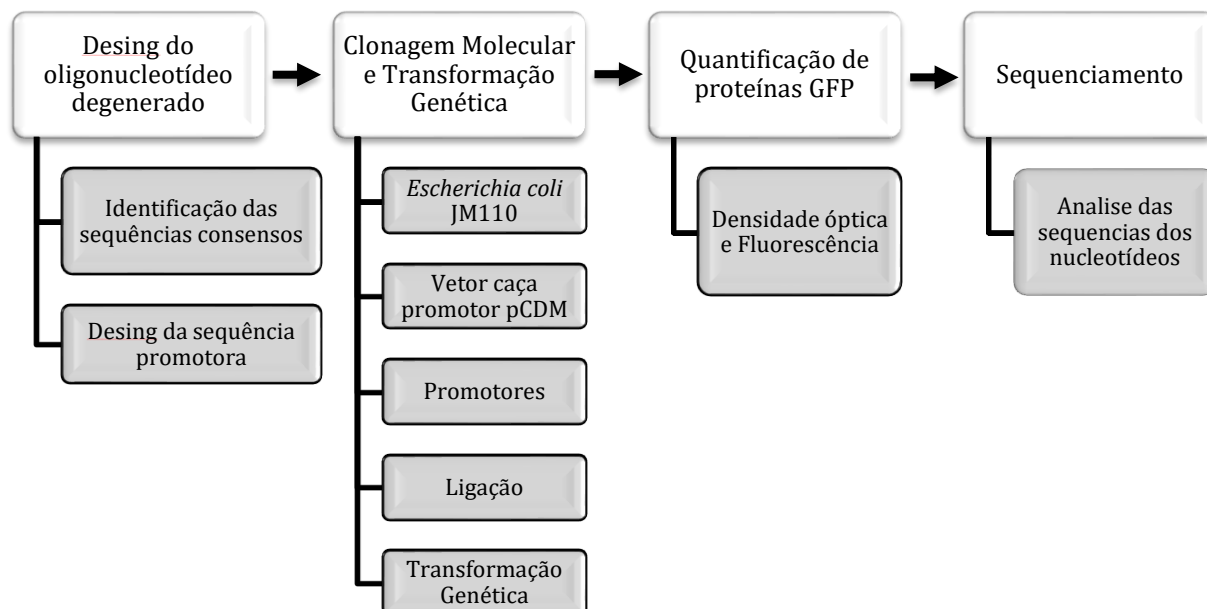 Desing do
oligonucleotídeo
degenerado
Identificação das
sequências consensos
Desing da sequência
promotora
Clonagem Molecular
e Transformação
Genética
Escherichia coli
JM110
Vetor caça
promotor pCDM
Promotores
Ligação
Transformação
Genética
Quantificação de
proteínas GFP
Densidade óptica
e Fluorescência
Sequenciamento
Analise das
sequencias dos
nucleotídeos